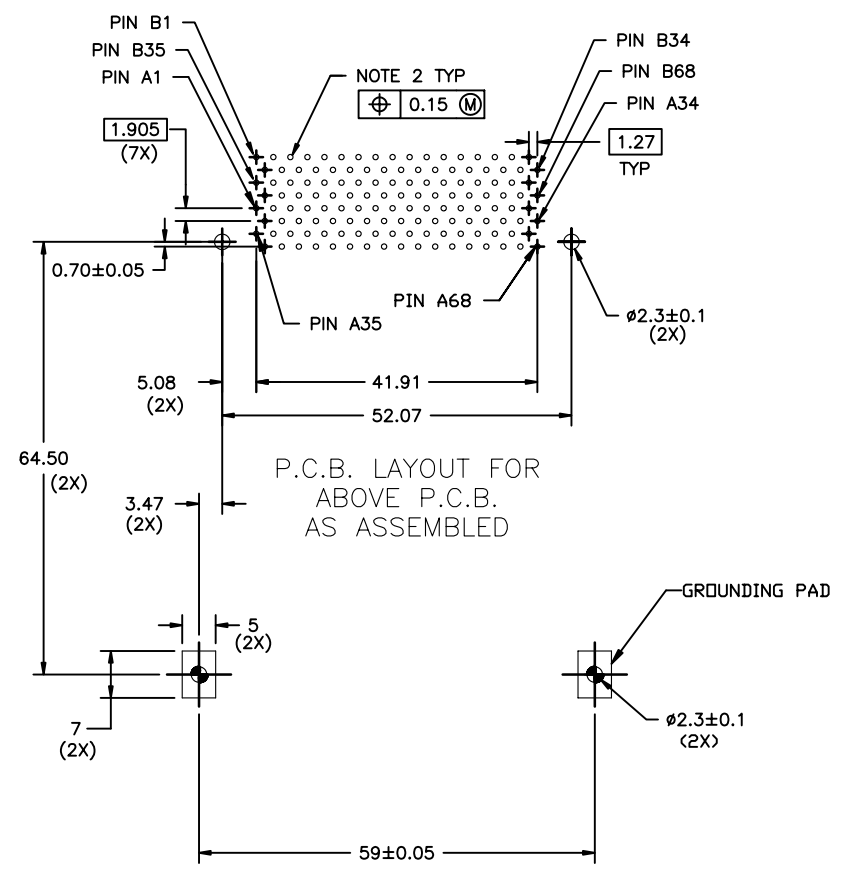 PIN B1
PIN B35
PIN A1
NOTE 2 TYP
⌖ 0.15 Ⓜ
PIN B34
PIN B68
PIN A34
1.905
(7X)
1.27
TYP
0.70±0.05
PIN A35
PIN A68
ø2.3±0.1
(2X)
5.08
(2X)
41.91
52.07
64.50
(2X)
3.47
(2X)
P.C.B. LAYOUT FOR
ABOVE P.C.B.
AS ASSEMBLED
GROUNDING PAD
5
(2X)
7
(2X)
ø2.3±0.1
(2X)
59±0.05